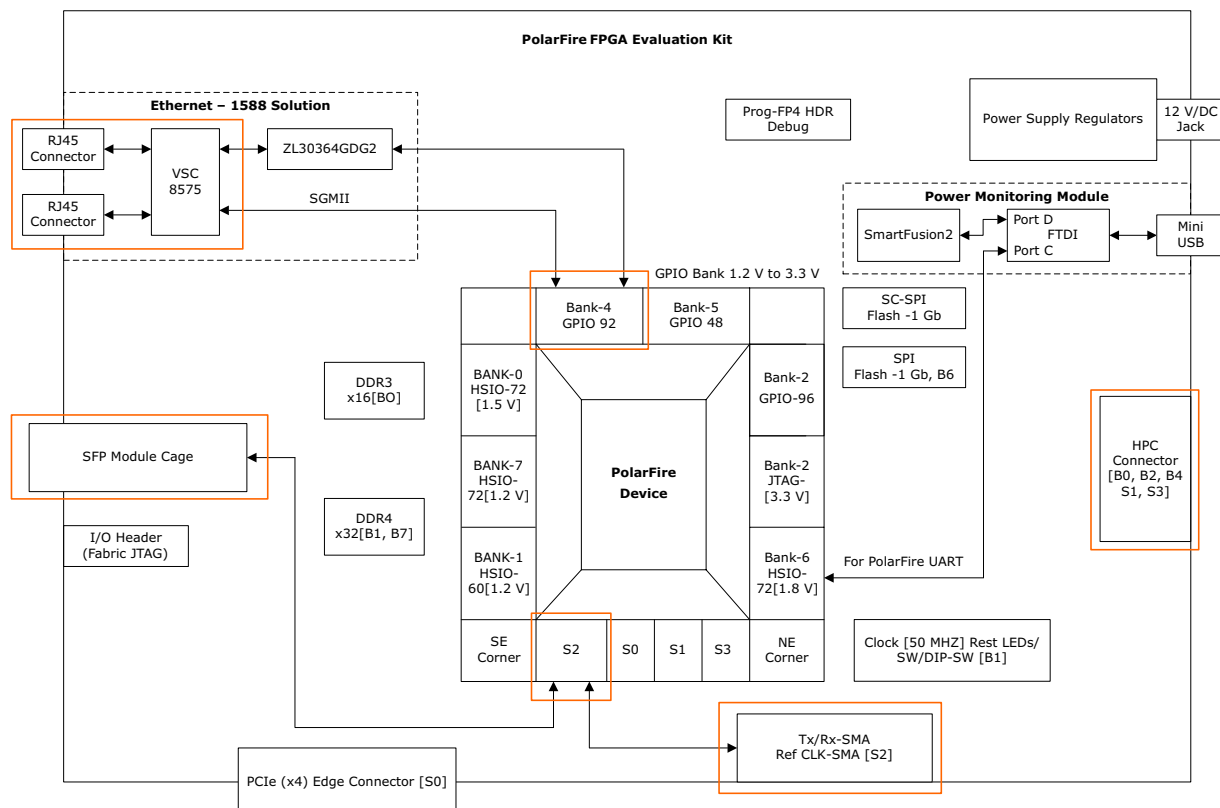 PolarFire FPGA Evaluation Kit
Ethernet – 1588 Solution
RJ45
Connector
RJ45
Connector
VSC
8575
ZL30364GDG2
SGMII
Prog-FP4 HDR
Debug
Power Supply Regulators
12 V/DC
Jack
Power Monitoring Module
SmartFusion2
Port D
FTDI
Port C
Mini
USB
GPIO Bank 1.2 V to 3.3 V
SC-SPI
Flash -1 Gb
SPI
Flash -1 Gb, B6
Bank-4
GPIO 92
Bank-5
GPIO 48
BANK-0
HSIO-72
[1.5 V]
BANK-7
HSIO-
72[1.2 V]
BANK-1
HSIO-
60[1.2 V]
SE
Corner
PolarFire
Device
Bank-2
GPIO-96
Bank-2
JTAG-
[3.3 V]
Bank-6
HSIO-
72[1.8 V]
NE
Corner
S2
S0
S1
S3
DDR3
x16[BO]
DDR4
x32[B1, B7]
SFP Module Cage
I/O Header
(Fabric JTAG)
HPC
Connector
[B0, B2, B4
S1, S3]
For PolarFire UART
Clock [50 MHZ] Rest LEDs/
SW/DIP-SW [B1]
Tx/Rx-SMA
Ref CLK-SMA [S2]
PCIe (x4) Edge Connector [S0]